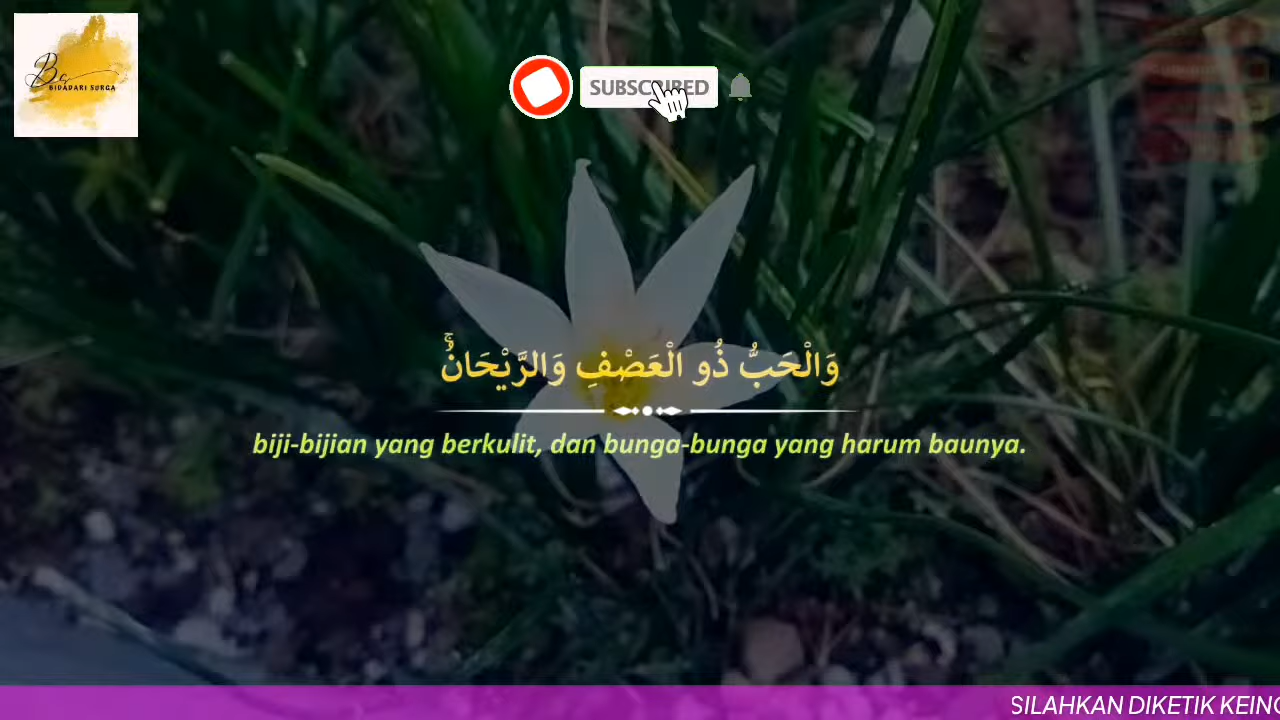 Be
BIDADARI SURGA
SUBSCRIBED
وَالْحَبُّ ذُو الْعَصْفِ وَالرَّيْحَانُۚ
biji-bijian yang berkulit, dan bunga-bunga yang harum baunya.
SILAHKAN DIKETIK